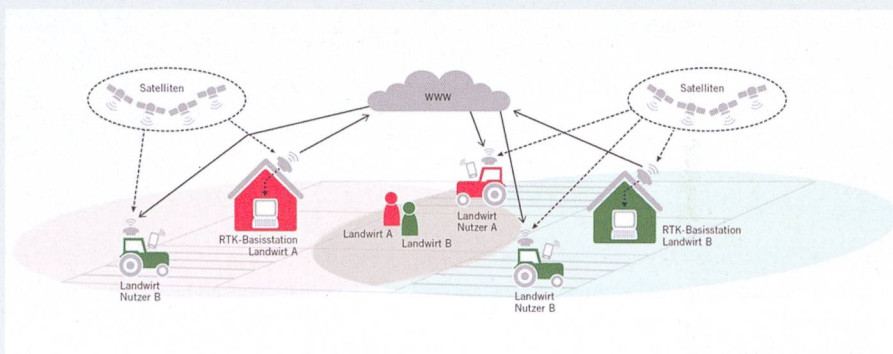 Satelliten
www
Satelliten
RTK-Basisstation
Landwirt A
Landwirt A
Landwirt B
Landwirt
Nutzer A
RTK-Basisstation
Landwirt B
Landwirt
Nutzer B
Landwirt
Nutzer B